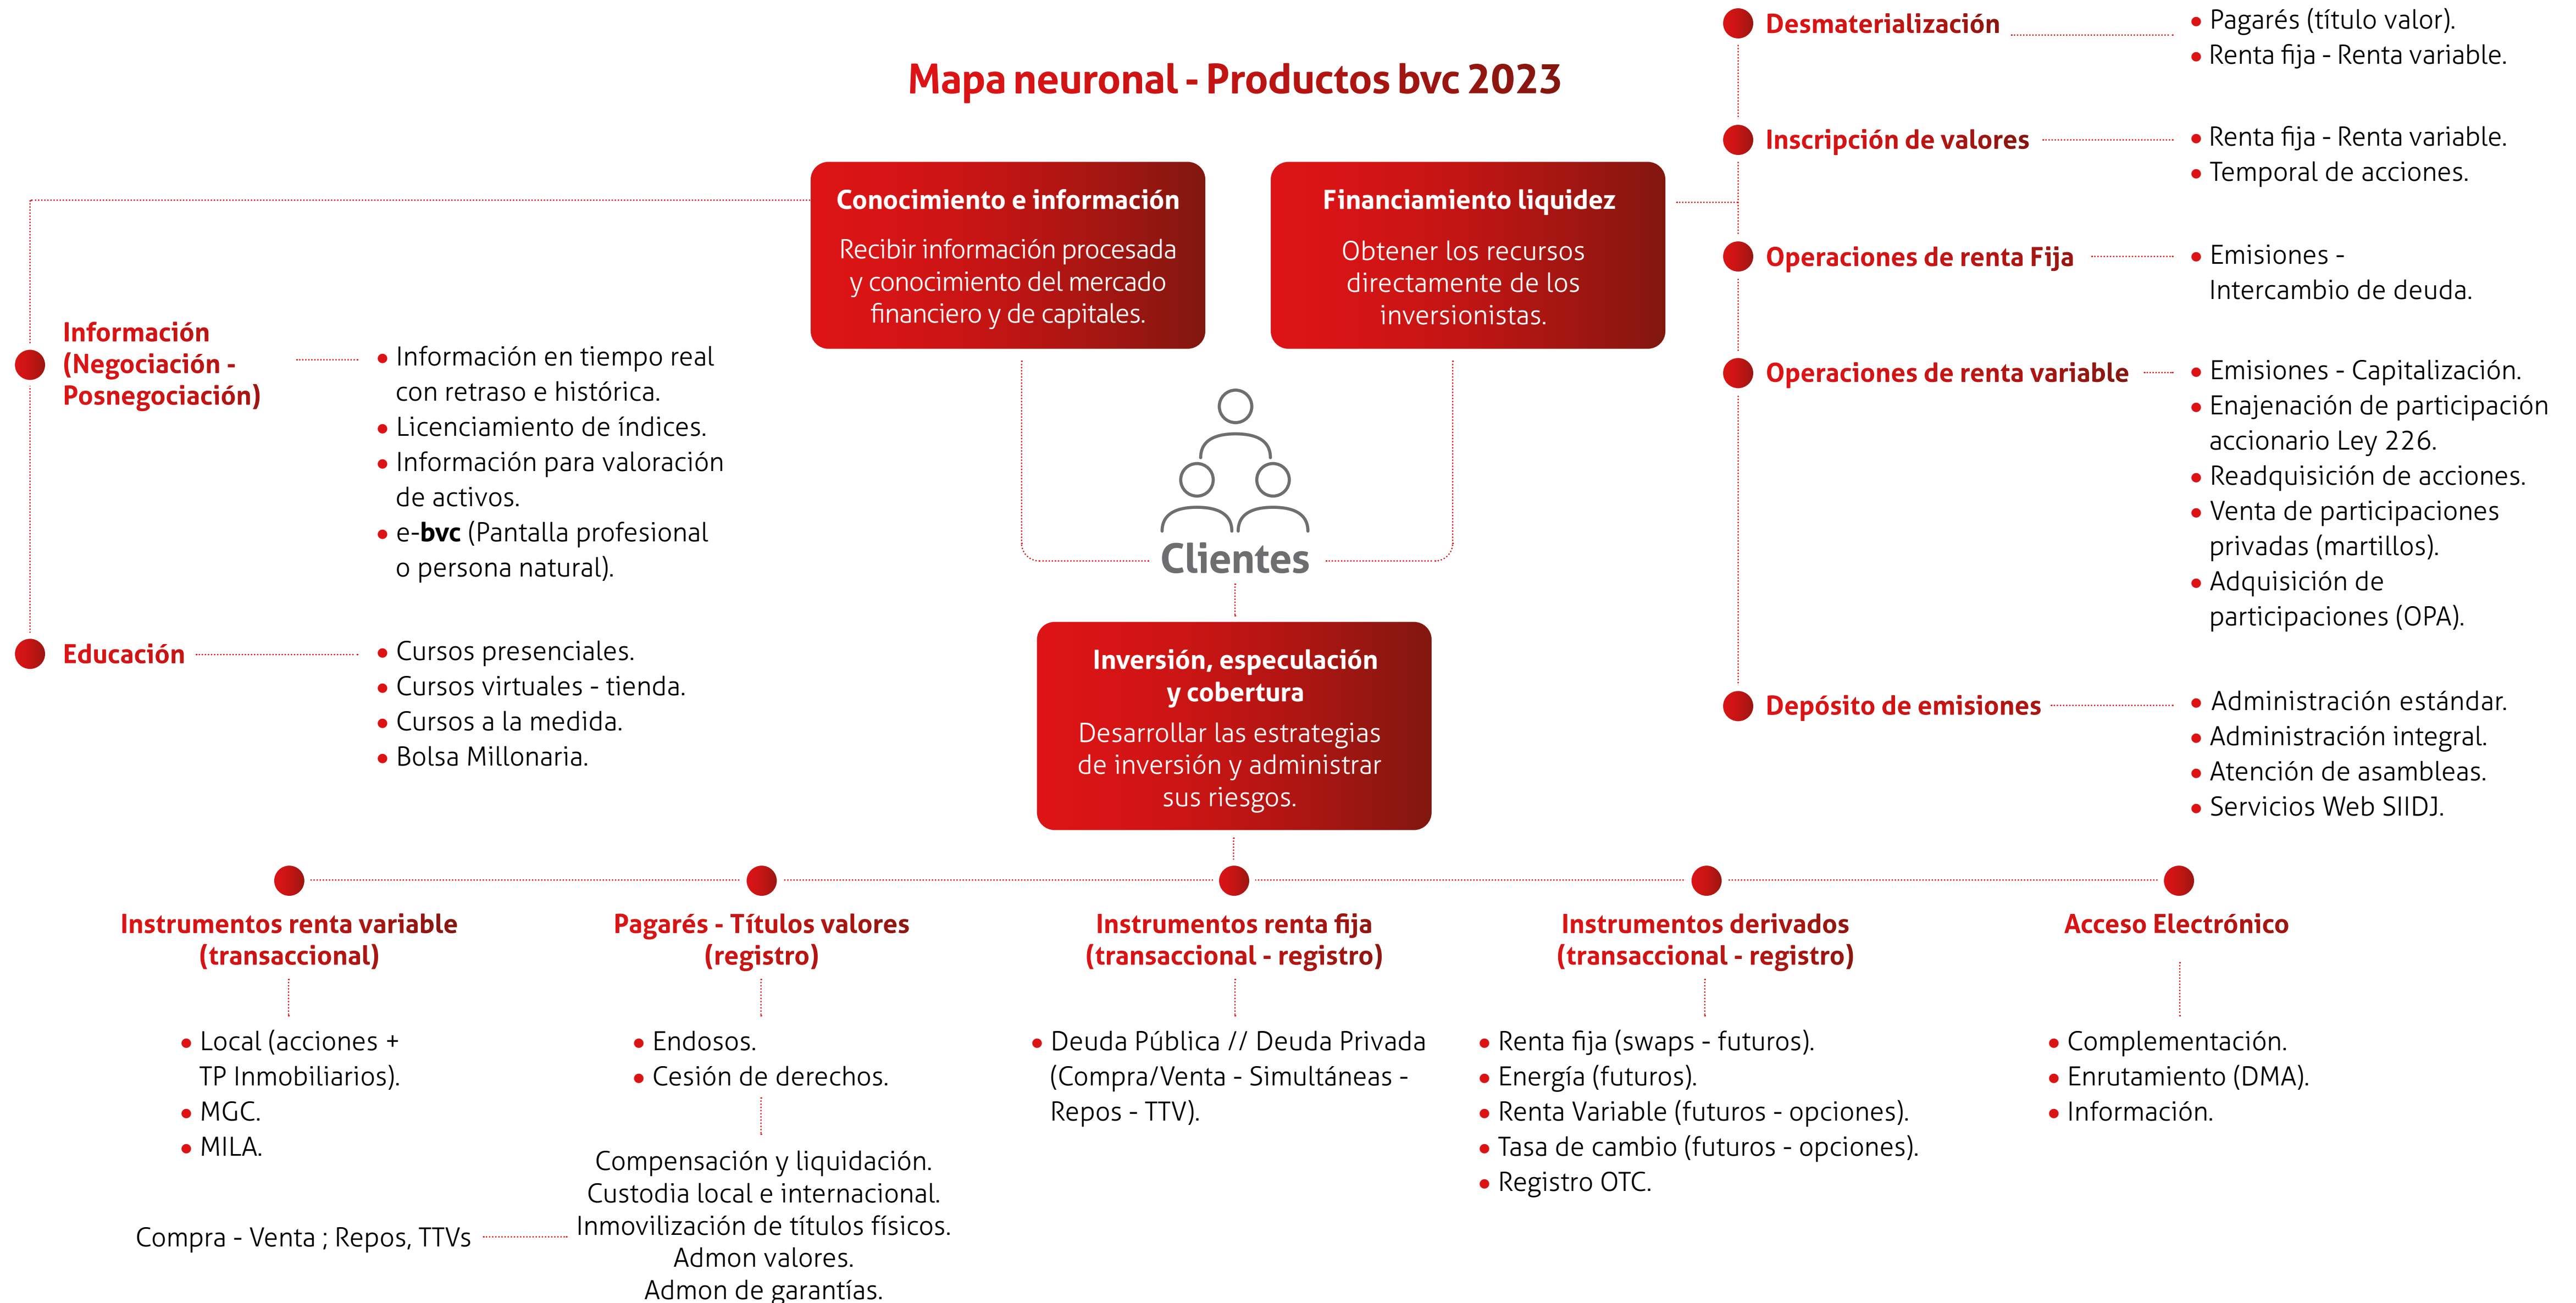 Mapa neuronal - Productos bvc 2023
Conocimiento e información
Recibir información procesada
y conocimiento del mercado
financiero y de capitales.
Financiamiento liquidez
Obtener los recursos
directamente de los
inversionistas.
Clientes
Inversión, especulación
y cobertura
Desarrollar las estrategias
de inversión y administrar
sus riesgos.
Información
(Negociación -
Posnegociación)
• Información en tiempo real
con retraso e histórica.
• Licenciamiento de índices.
• Información para valoración
de activos.
• e-bvc (Pantalla profesional
o persona natural).
Educación
• Cursos presenciales.
• Cursos virtuales - tienda.
• Cursos a la medida.
• Bolsa Millonaria.
Desmaterialización
• Pagarés (título valor).
• Renta fija - Renta variable.
Inscripción de valores
• Renta fija - Renta variable.
• Temporal de acciones.
Operaciones de renta Fija
• Emisiones -
Intercambio de deuda.
Operaciones de renta variable
• Emisiones - Capitalización.
• Enajenación de participación
accionario Ley 226.
• Readquisición de acciones.
• Venta de participaciones
privadas (martillos).
• Adquisición de
participaciones (OPA).
Depósito de emisiones
• Administración estándar.
• Administración integral.
• Atención de asambleas.
• Servicios Web SIIDJ.
Instrumentos renta variable
(transaccional)
• Local (acciones +
TP Inmobiliarios).
• MGC.
• MILA.
Compra - Venta ; Repos, TTVs
Pagarés - Títulos valores
(registro)
• Endosos.
• Cesión de derechos.
Compensación y liquidación.
Custodia local e internacional.
Inmovilización de títulos físicos.
Admon valores.
Admon de garantías.
Instrumentos renta fija
(transaccional - registro)
• Deuda Pública // Deuda Privada
(Compra/Venta - Simultáneas -
Repos - TTV).
Instrumentos derivados
(transaccional - registro)
• Renta fija (swaps - futuros).
• Energía (futuros).
• Renta Variable (futuros - opciones).
• Tasa de cambio (futuros - opciones).
• Registro OTC.
Acceso Electrónico
• Complementación.
• Enrutamiento (DMA).
• Información.